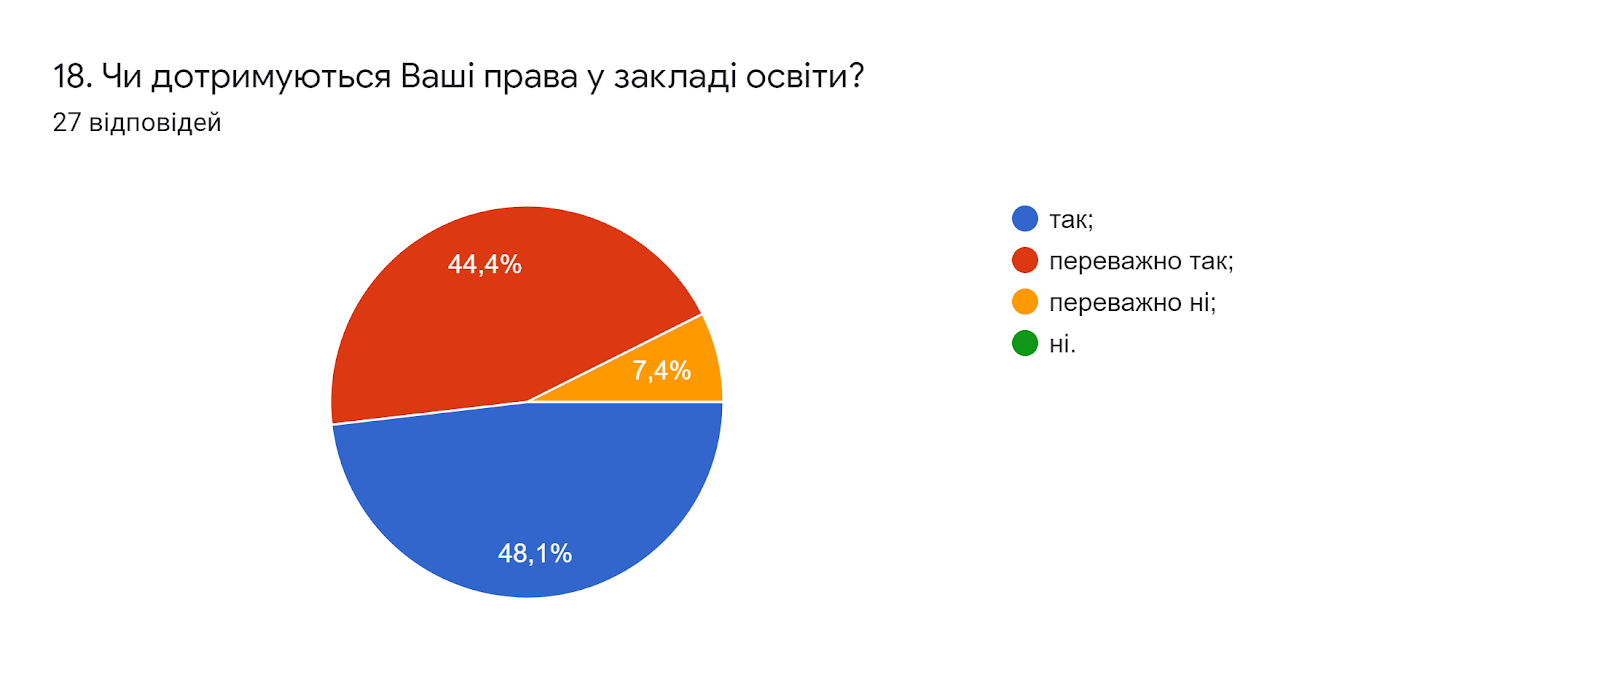 18. Чи дотримуються Ваші права у закладі освіти?
27 відповідей
44,4%
7,4%
48,1%
так;
переважно так;
переважно ні;
ні.